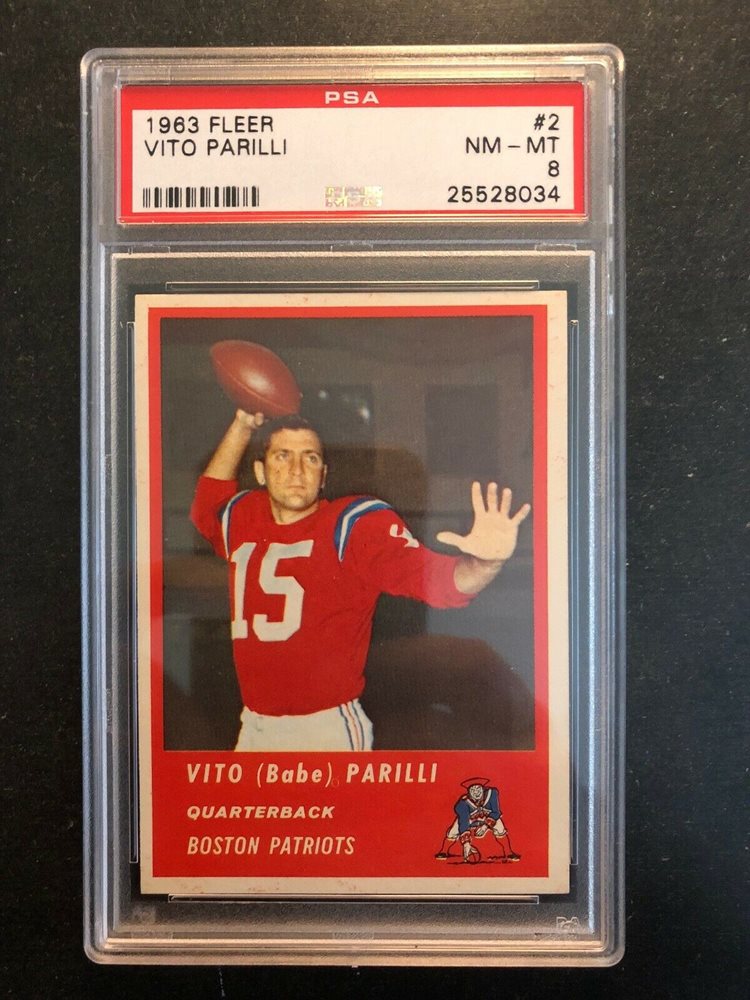 PSA
1963 FLEER #2
VITO PARILLI NM - MT
8
25528034
15
VITO (Babe) PARILLI
QUARTERBACK
BOSTON PATRIOTS